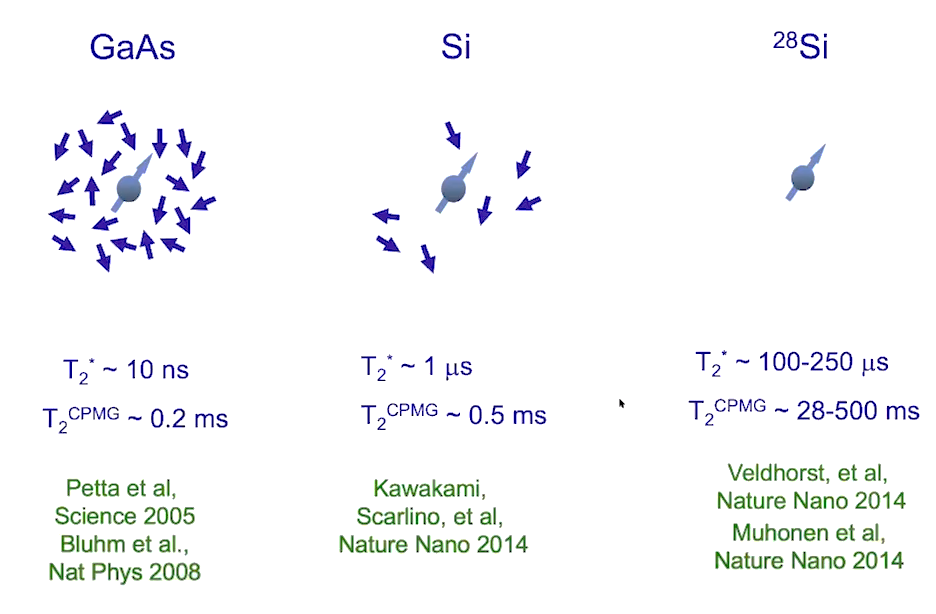 GaAs
Si
²⁸Si
T₂* ~ 10 ns
T₂ᶜᴾᴹᴳ ~ 0.2 ms
T₂* ~ 1 μs
T₂ᶜᴾᴹᴳ ~ 0.5 ms
T₂* ~ 100-250 μs
T₂ᶜᴾᴹᴳ ~ 28-500 ms
Petta et al,
Science 2005
Bluhm et al.,
Nat Phys 2008
Kawakami,
Scarlino, et al,
Nature Nano 2014
Veldhorst, et al,
Nature Nano 2014
Muhonen et al,
Nature Nano 2014